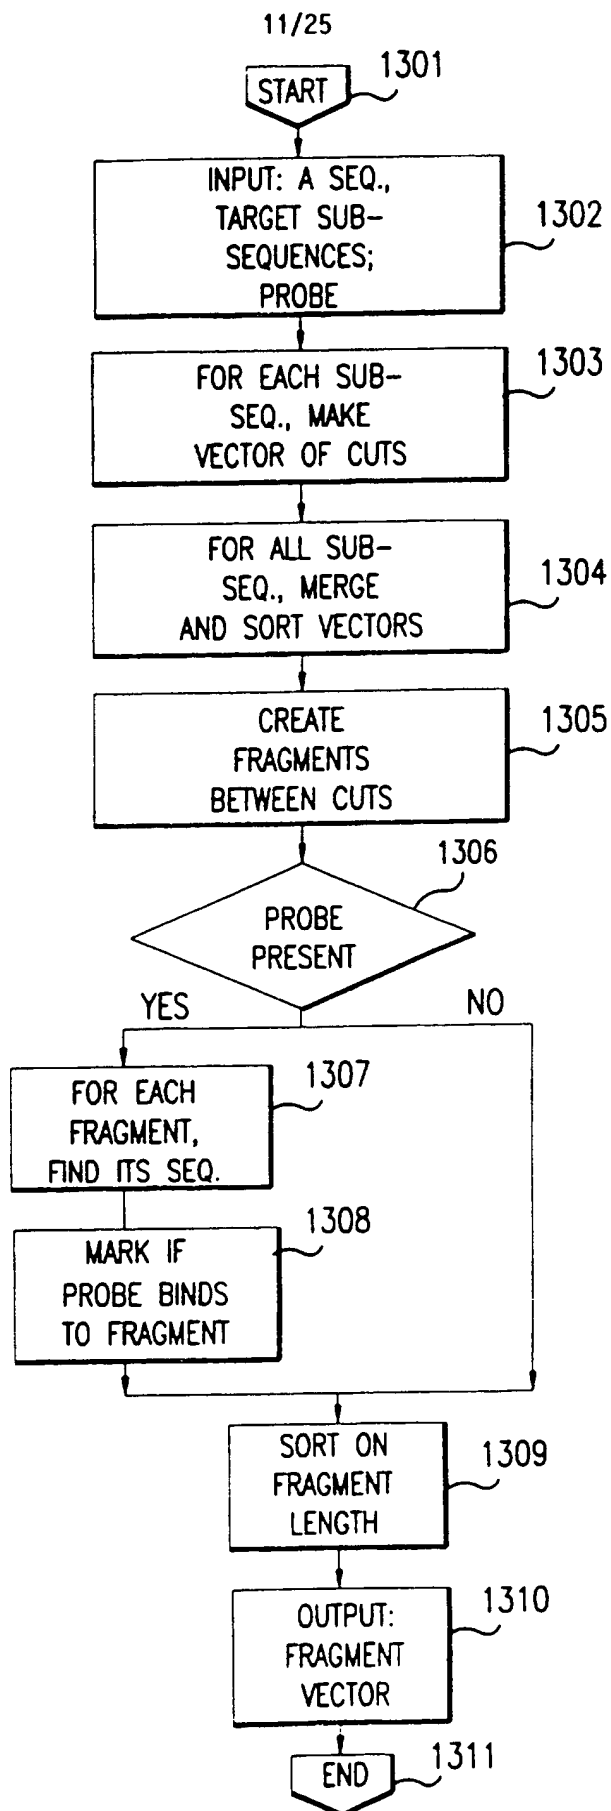 11/25
START
1301
INPUT: A SEQ.,
TARGET SUB-
SEQUENCES;
PROBE
1302
FOR EACH SUB-
SEQ., MAKE
VECTOR OF CUTS
1303
FOR ALL SUB-
SEQ., MERGE
AND SORT VECTORS
1304
CREATE
FRAGMENTS
BETWEEN CUTS
1305
1306
PROBE
PRESENT
YES
NO
FOR EACH
FRAGMENT,
FIND ITS SEQ.
1307
MARK IF
PROBE BINDS
TO FRAGMENT
1308
SORT ON
FRAGMENT
LENGTH
1309
OUTPUT:
FRAGMENT
VECTOR
1310
END
1311